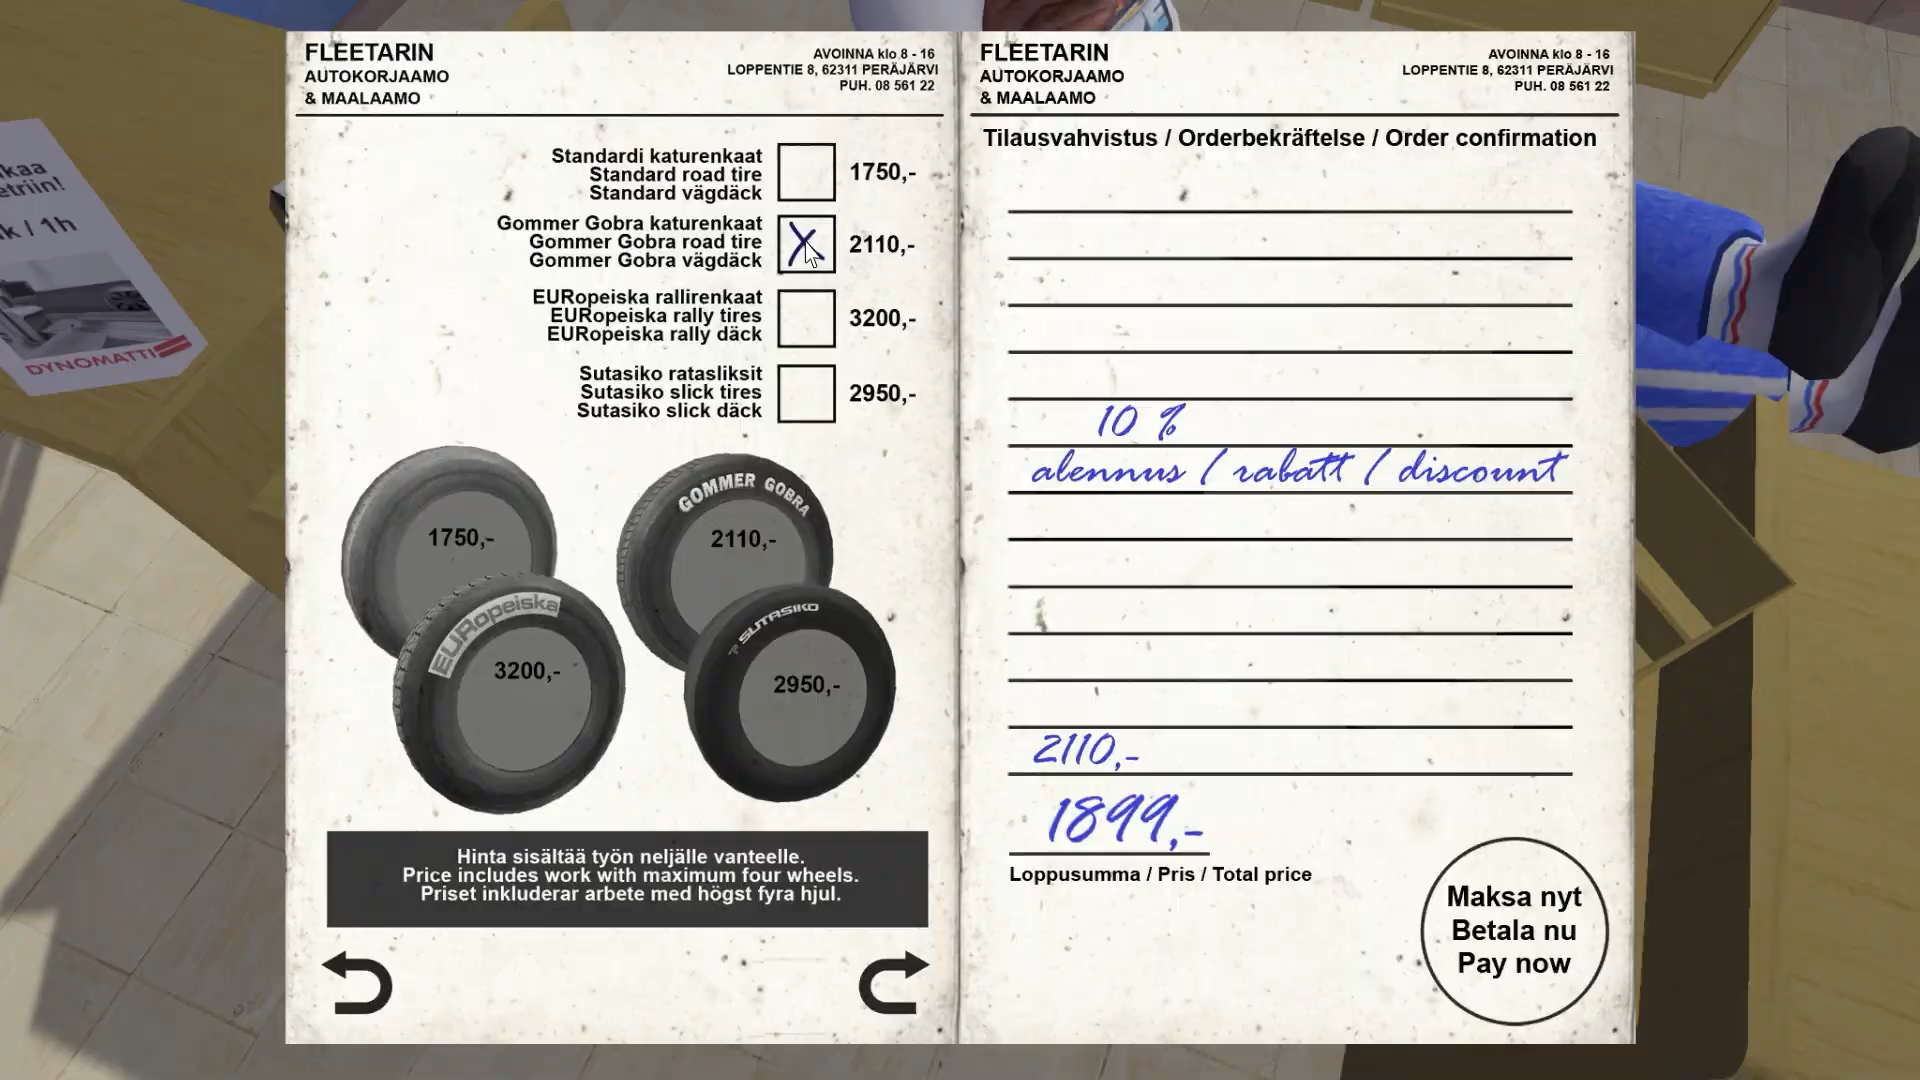 kaa
etriin!
k / 1h
DYNOMATTI
FLEETARIN
AUTOKORJAAMO
& MAALAAMO
AVOINNA klo 8 - 16
LOPPENTIE 8, 62311 PERÄJÄRVI
PUH. 08 561 22
Standardi katurenkaat
Standard road tire
Standard vägdäck
1750,-
Gommer Gobra katurenkaat
Gommer Gobra road tire
Gommer Gobra vägdäck
X
2110,-
EURopeiska rallirenkaat
EURopeiska rally tires
EURopeiska rally däck
3200,-
Sutasiko ratasliksit
Sutasiko slick tires
Sutasiko slick däck
2950,-
1750,-
GOMMER GOBRA
2110,-
EURopeiska
3200,-
SUTASIKO
2950,-
Hinta sisältää työn neljälle vanteelle.
Price includes work with maximum four wheels.
Priset inkluderar arbete med högst fyra hjul.
FLEETARIN
AUTOKORJAAMO
& MAALAAMO
AVOINNA klo 8 - 16
LOPPENTIE 8, 62311 PERÄJÄRVI
PUH. 08 561 22
Tilausvahvistus / Orderbekräftelse / Order confirmation
10 %
alennus / rabatt / discount
2110,-
1899,-
Loppusumma / Pris / Total price
Maksa nyt
Betala nu
Pay now